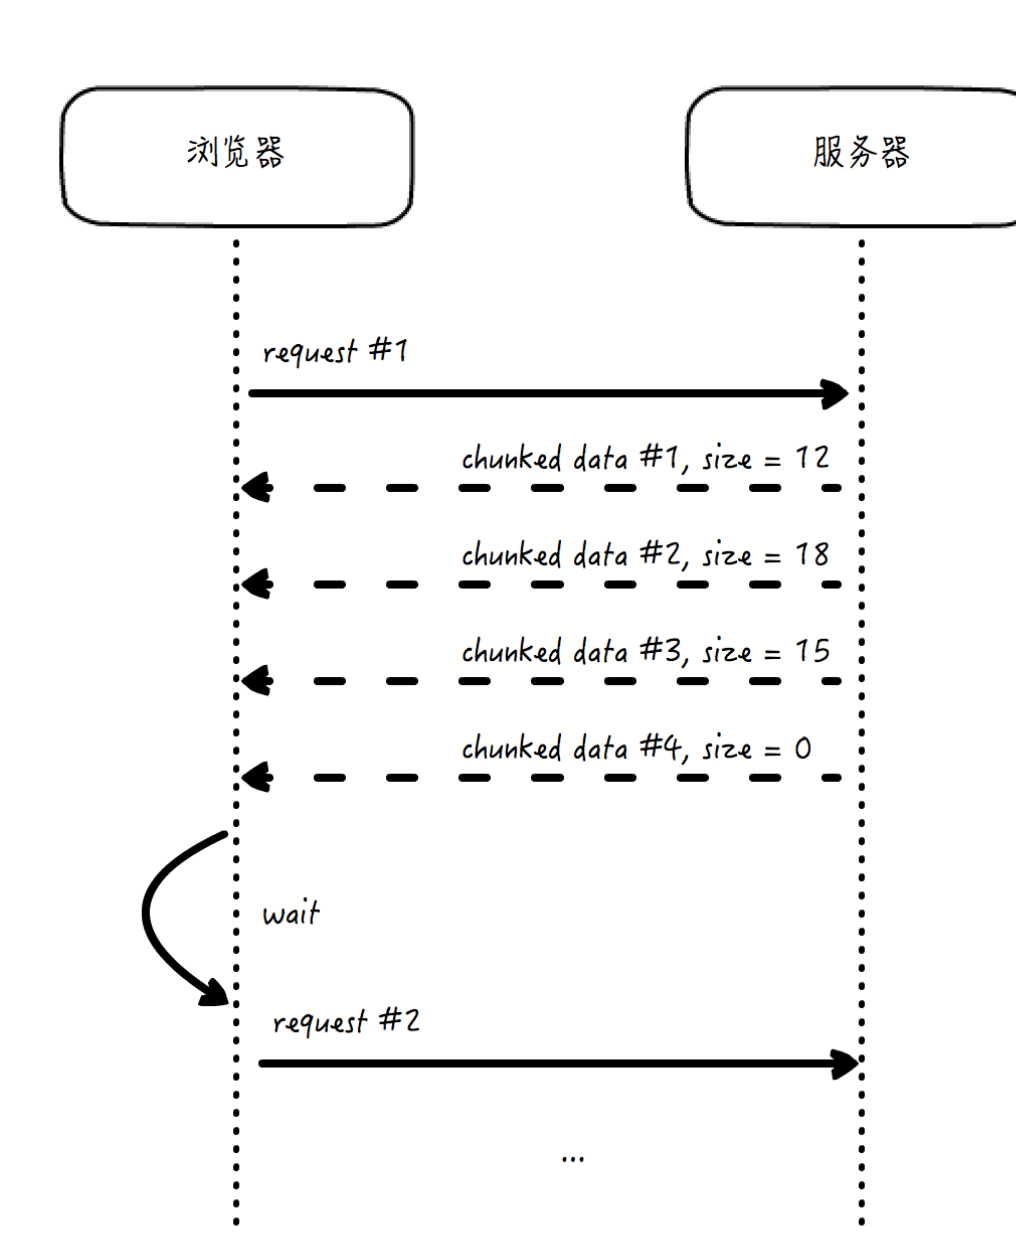 浏览器
服务器
request #1
chunked data #1, size = 12
chunked data #2, size = 18
chunked data #3, size = 15
chunked data #4, size = 0
wait
request #2
...